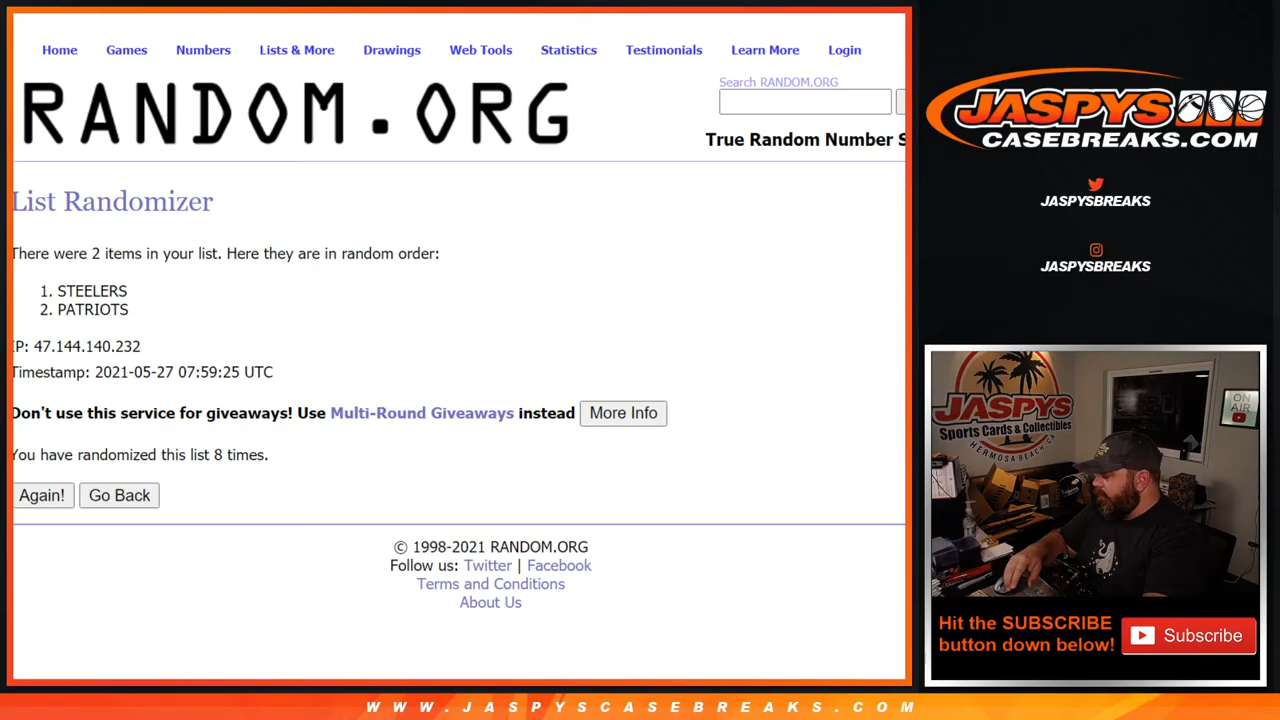 Home Games Numbers Lists & More Drawings Web Tools Statistics Testimonials Learn More Login
RANDOM.ORG
Search RANDOM.ORG
True Random Number S
List Randomizer
There were 2 items in your list. Here they are in random order:
1. STEELERS
2. PATRIOTS
IP: 47.144.140.232
Timestamp: 2021-05-27 07:59:25 UTC
Don't use this service for giveaways! Use Multi-Round Giveaways instead More Info
You have randomized this list 8 times.
Again! Go Back
© 1998-2021 RANDOM.ORG
Follow us: Twitter | Facebook
Terms and Conditions
About Us
JASPYS
CASEBREAKS.COM
JASPYSBREAKS
JASPYSBREAKS
JASPYS
Sports Cards & Collectibles
HERMOSA BEACH, CA
ON
AIR
Hit the SUBSCRIBE
button down below!
Subscribe
WWW.JASPYSCASEBREAKS.COM